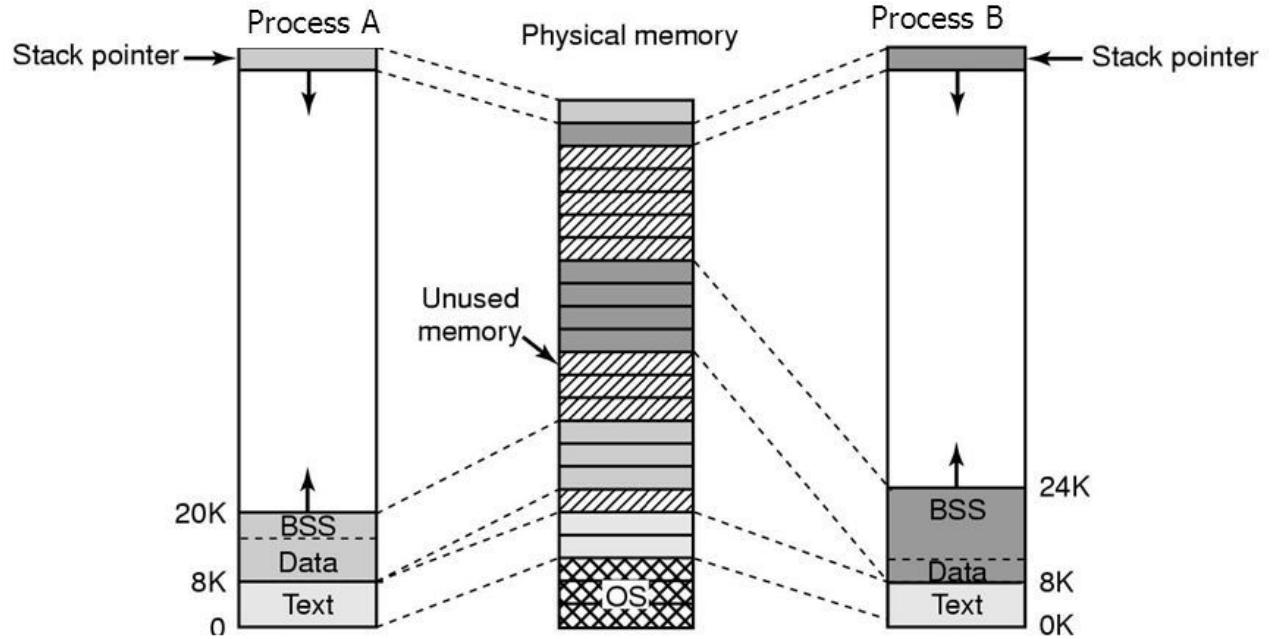 Process A
Physical memory
Process B
Stack pointer
Stack pointer
Unused
memory
20K
BSS
Data
8K
Text
0
OS
24K
BSS
Data
8K
Text
0K